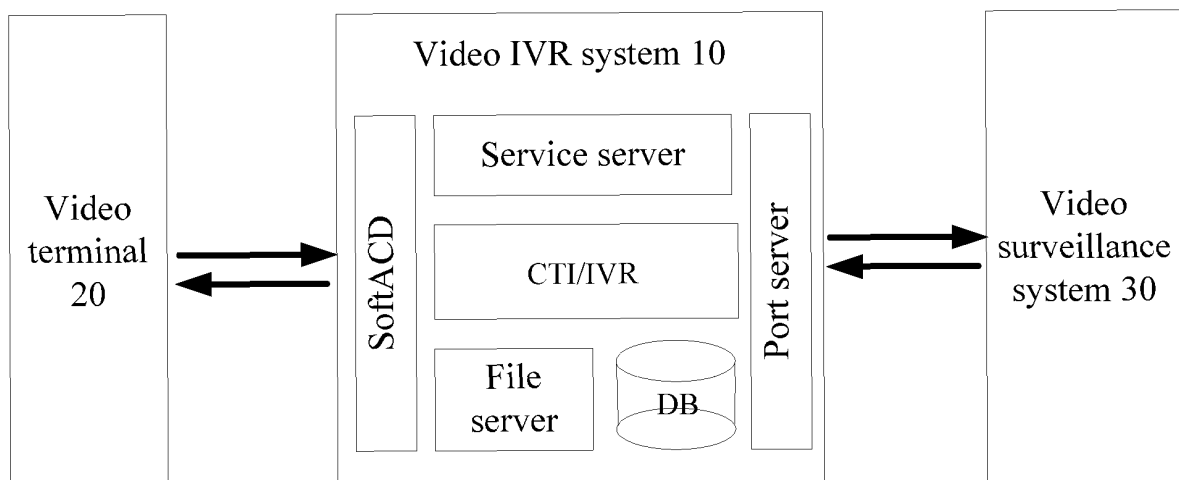 Video IVR system 10
Video
terminal
20
SoftACD
Service server
CTI/IVR
File
server
DB
Port server
Video
surveillance
system 30